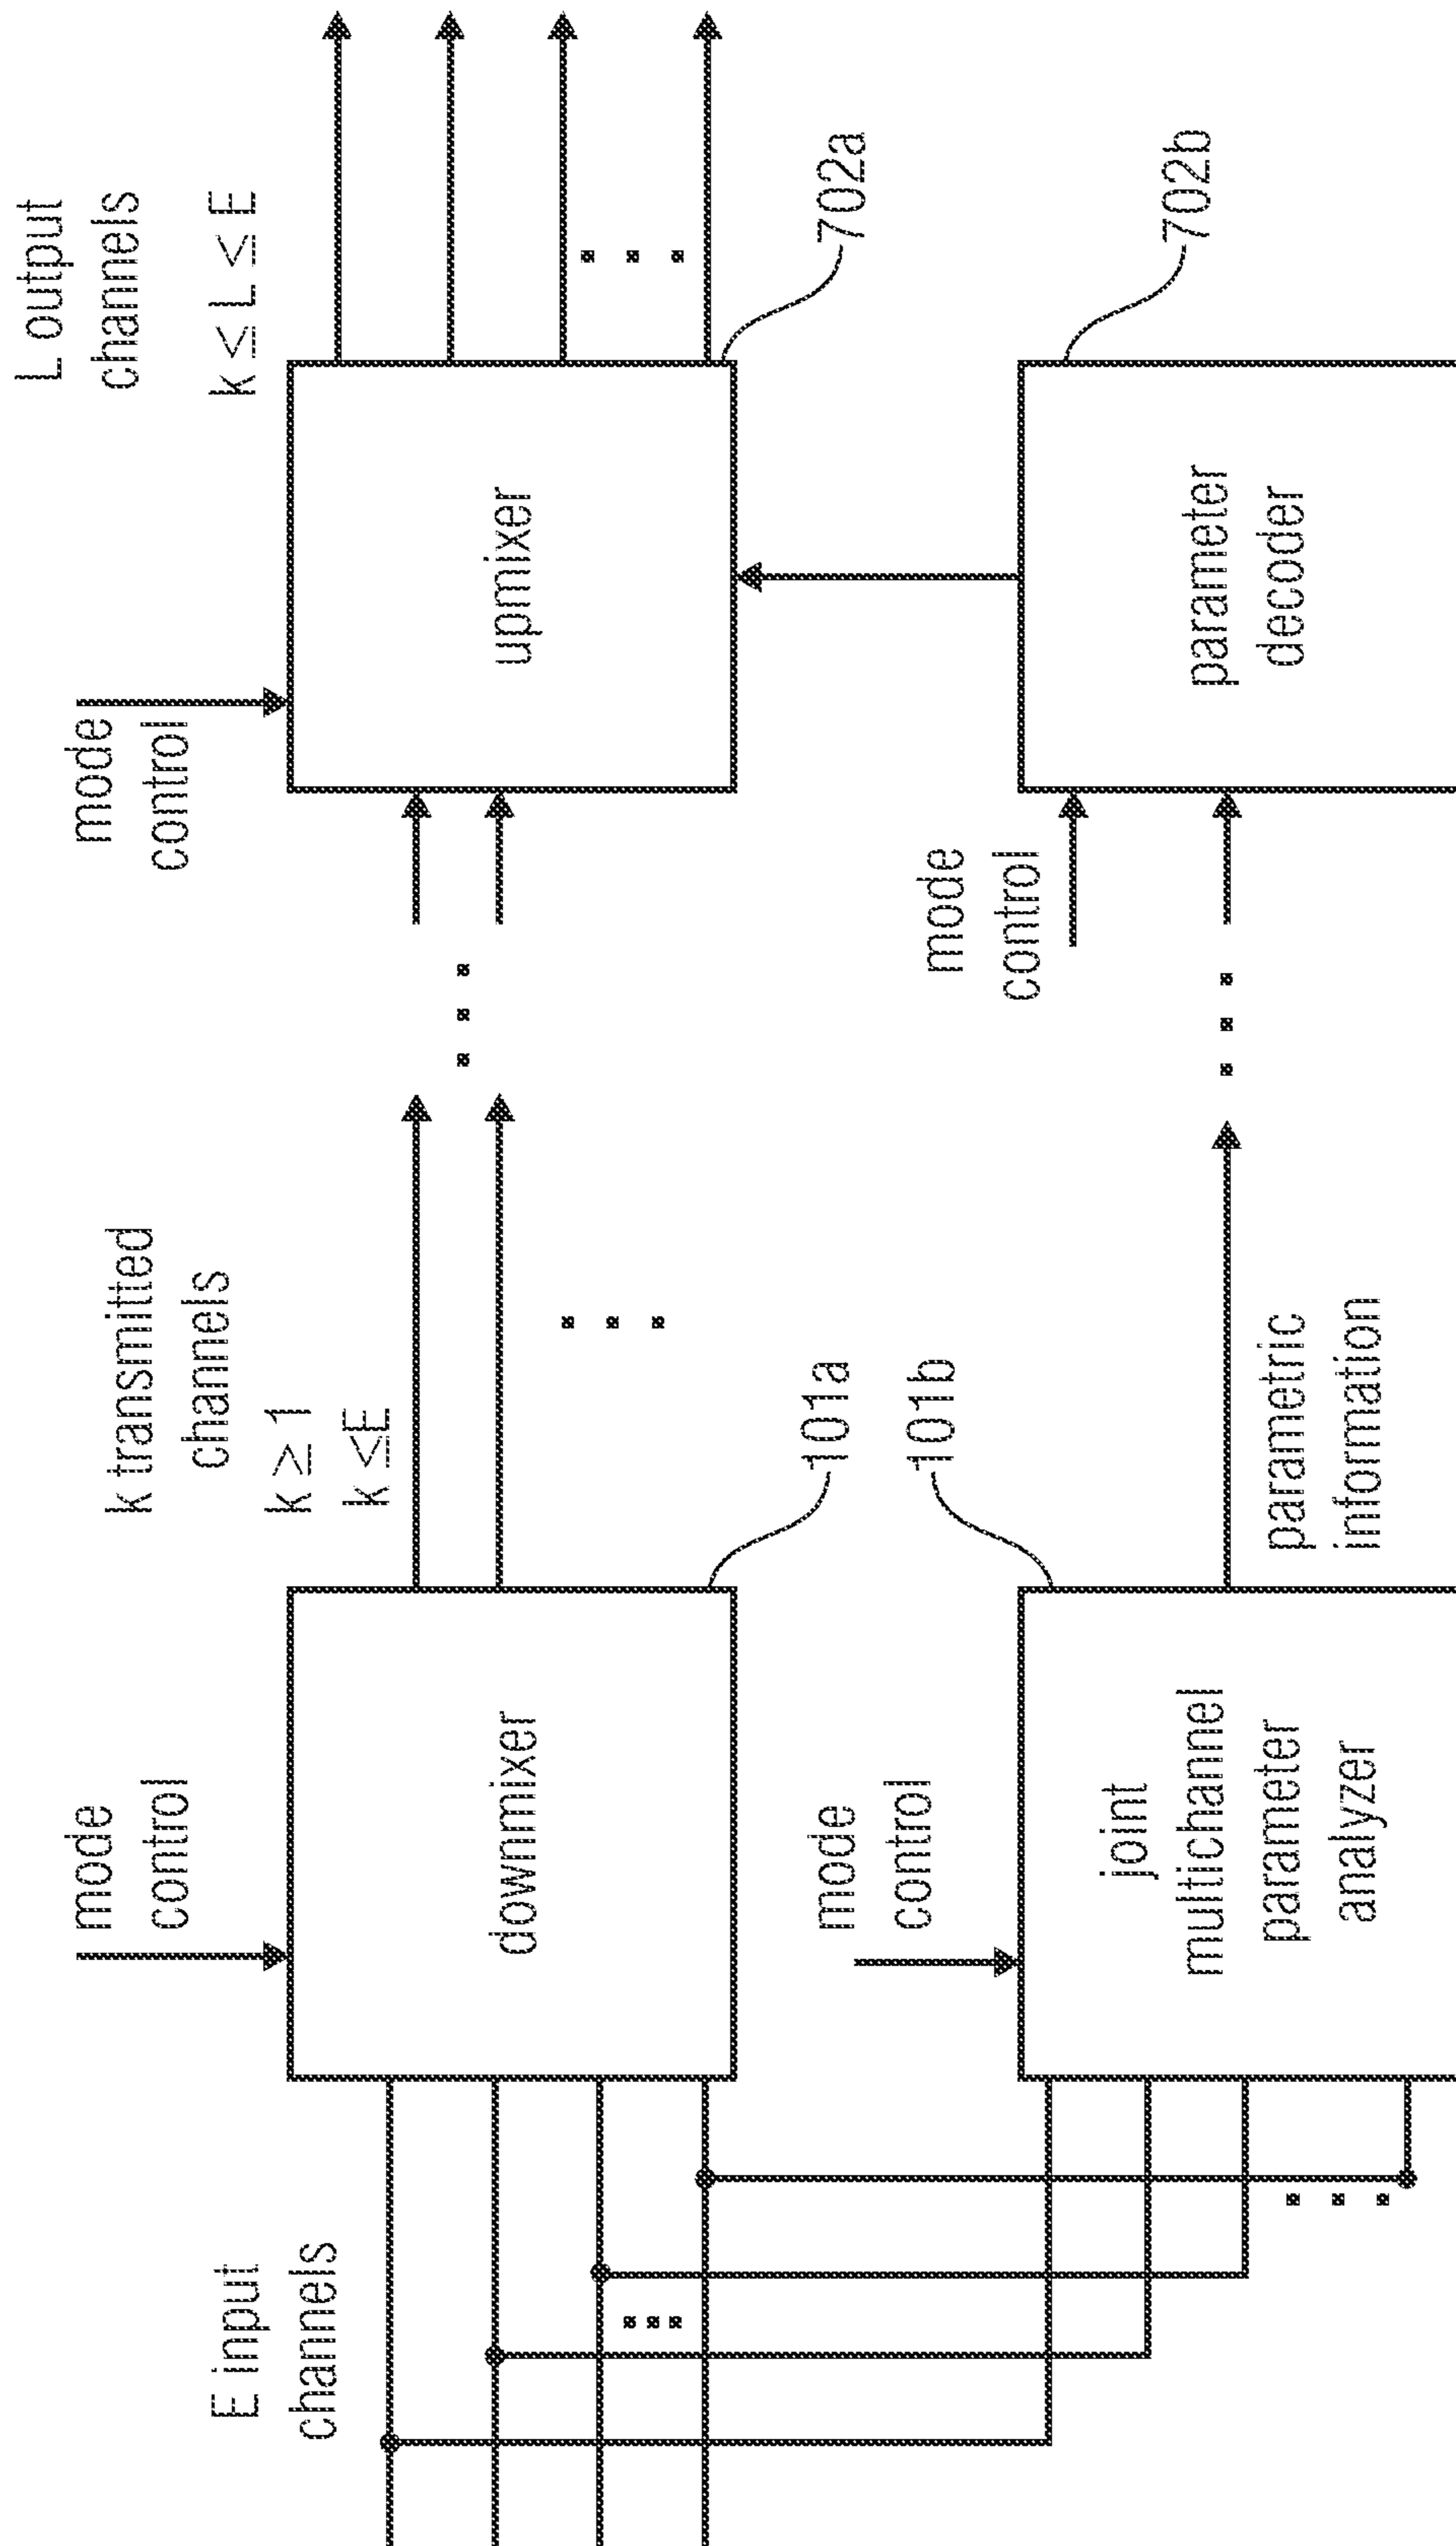 E input
channels
mode
control
downmixer
101a
k transmitted
channels
k ≥ 1
k ≤E
mode
control
upmixer
702a
L output
channels
k ≤ L ≤ E
mode
control
joint
multichannel
parameter
analyzer
101b
parametric
information
mode
control
parameter
decoder
702b